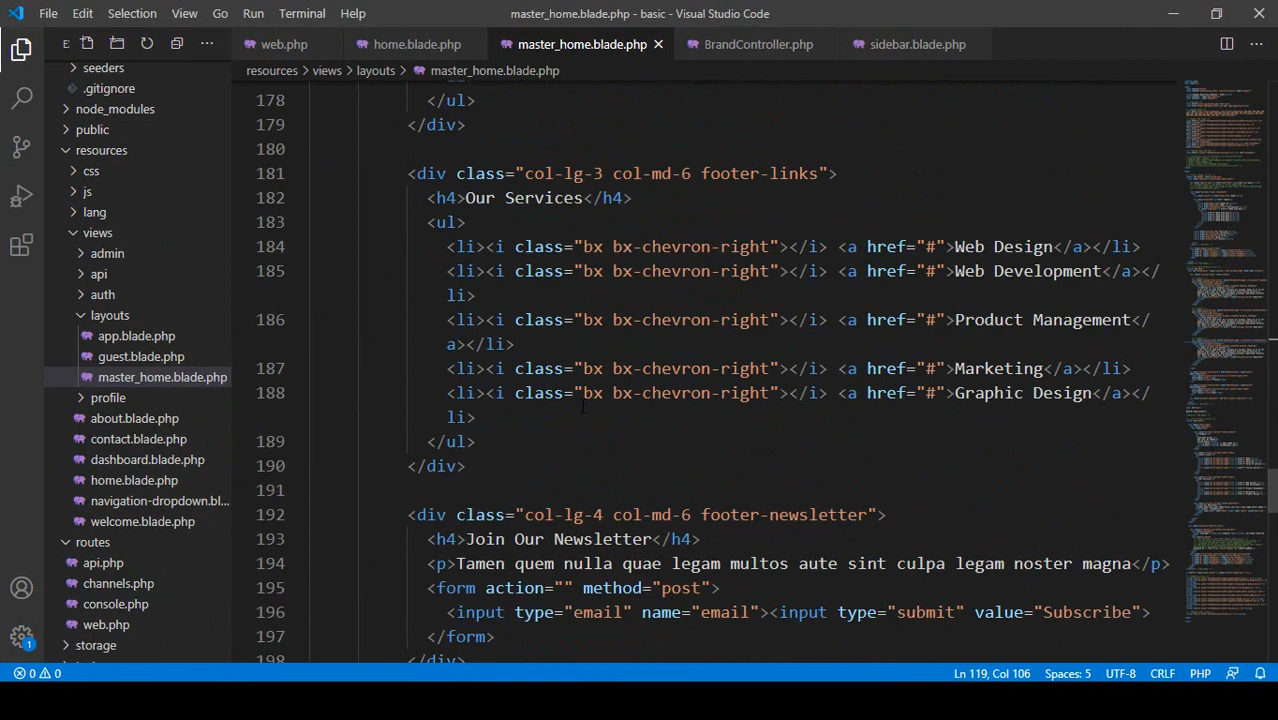 File Edit Selection View Go Run Terminal Help master_home.blade.php - basic - Visual Studio Code
E web.php home.blade.php master_home.blade.php BrandController.php sidebar.blade.php
resources > views > layouts > master_home.blade.php
seeders
.gitignore
node_modules
public
resources
css
js
lang
views
admin
api
auth
layouts
app.blade.php
guest.blade.php
master_home.blade.php
profile
about.blade.php
contact.blade.php
dashboard.blade.php
home.blade.php
navigation-dropdown.bl...
welcome.blade.php
routes
api.php
channels.php
console.php
web.php
storage
178 </ul>
179 </div>
180
181 <div class="col-lg-3 col-md-6 footer-links">
182 <h4>Our Services</h4>
183 <ul>
184 <li><i class="bx bx-chevron-right"></i> <a href="#">Web Design</a></li>
185 <li><i class="bx bx-chevron-right"></i> <a href="#">Web Development</a></
li>
186 <li><i class="bx bx-chevron-right"></i> <a href="#">Product Management</
a></li>
187 <li><i class="bx bx-chevron-right"></i> <a href="#">Marketing</a></li>
188 <li><i class="bx bx-chevron-right"></i> <a href="#">Graphic Design</a></
li>
189 </ul>
190 </div>
191
192 <div class="col-lg-4 col-md-6 footer-newsletter">
193 <h4>Join Our Newsletter</h4>
194 <p>Tamen quem nulla quae legam multos aute sint culpa legam noster magna</p>
195 <form action="" method="post">
196 <input type="email" name="email"><input type="submit" value="Subscribe">
197 </form>
198 </div>
1
0 0 Ln 119, Col 106 Spaces: 5 UTF-8 CRLF PHP